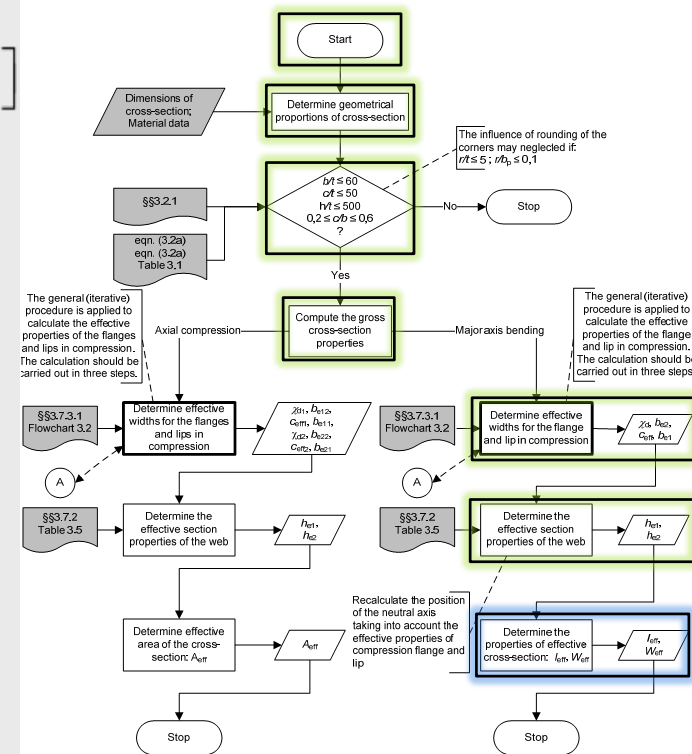 Start
Dimensions of
cross-section;
Material data
Determine geometrical
proportions of cross-section
The influence of rounding of the
corners may neglected if:
r/t ≤ 5 ; r/bp ≤ 0,1
b/t ≤ 60
c/t ≤ 50
h/t ≤ 500
0,2 ≤ c/b ≤ 0,6
?
§§3.2.1
No
Stop
eqn. (3.2a)
eqn. (3.2a)
Table 3.1
Yes
The general (iterative)
procedure is applied to
calculate the effective
properties of the flanges
and lips in compression.
The calculation should be
carried out in three steps.
Compute the gross
cross-section
properties
Axial compression
Major axis bending
The general (iterative)
procedure is applied to
calculate the effective
properties of the flange
and lip in compression.
The calculation should be
carried out in three steps
§§3.7.3.1
Flowchart 3.2
Determine effective
widths for the flanges
and lips in
compression
χd1, be12,
ceff1, be11,
χd2, be22,
ceff2, be21
§§3.7.3.1
Flowchart 3.2
Determine effective
widths for the flange
and lip in compression
χd, be2,
ceff, be1
A
A
§§3.7.2
Table 3.5
Determine the
effective section
properties of the web
he1,
he2
§§3.7.2
Table 3.5
Determine the
effective section
properties of the web
he1,
he2
Recalculate the position
of the neutral axis
taking into account the
effective properties of
compression flange and
lip
Determine effective
area of the cross-
section: Aeff
Aeff
Determine the
properties of effective
cross-section: Ieff, Weff
Ieff,
Weff
Stop
Stop